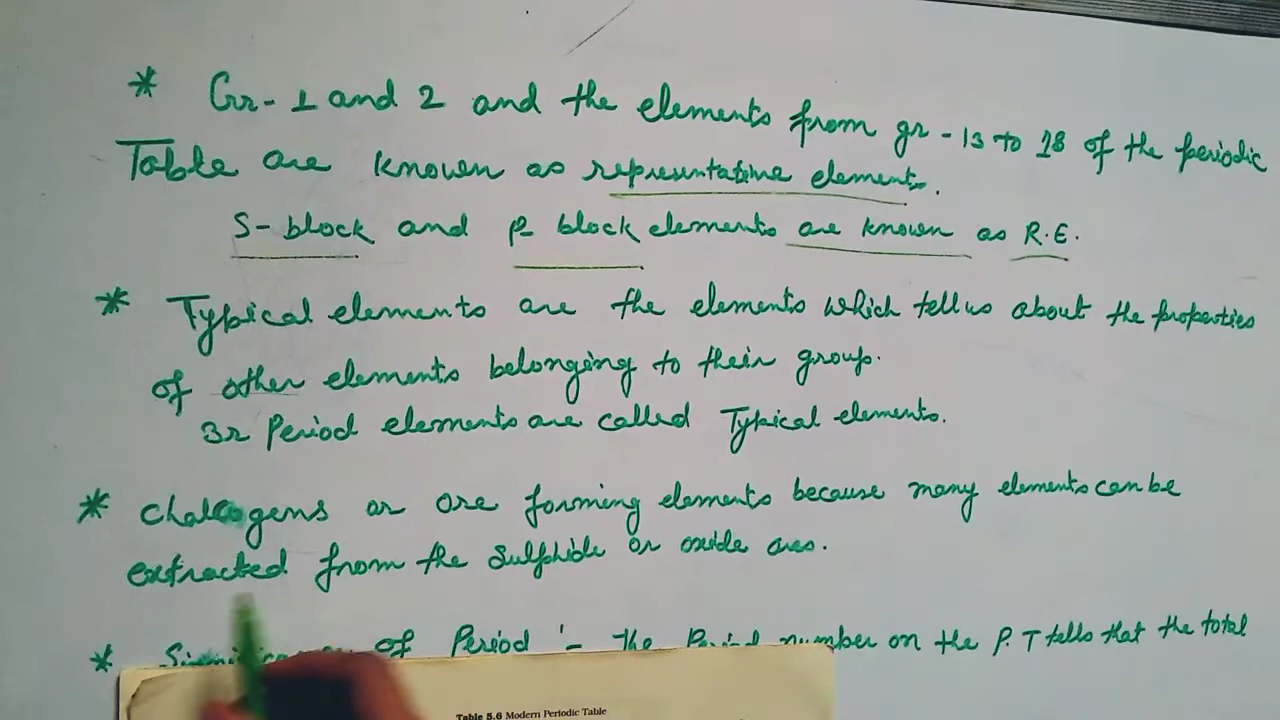 * Gr - 1 and 2 and the elements from gr - 13 to 18 of the periodic
Table are known as representative elements.
S-block and p block elements are known as R.E.
* Typical elements are the elements which tell us about the properties
of other elements belonging to their group.
3r Period elements are called Typical elements.
* Chalcogens or ore forming elements because many elements can be
extracted from the sulphide or oxide ores.
* of Period :- The Period number on the P.T tells that the total
Table 5.6 Modern Periodic Table